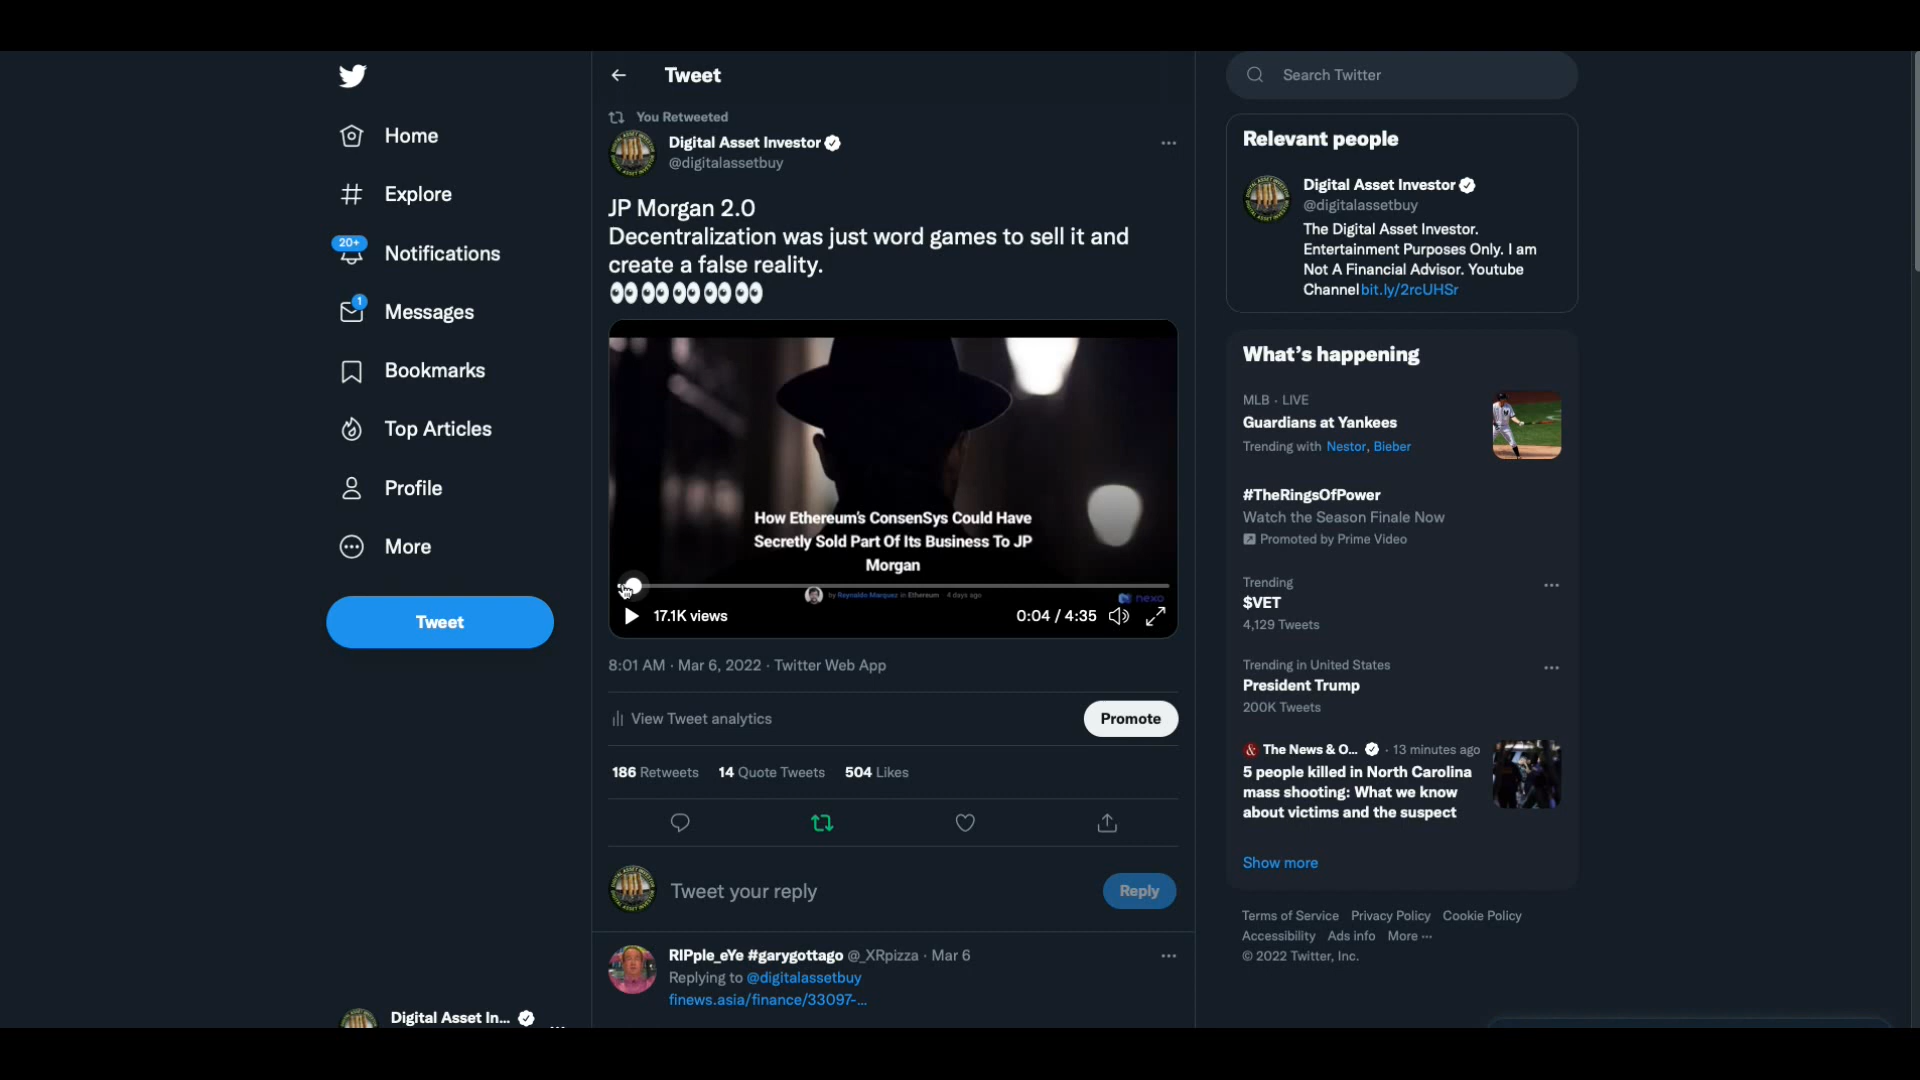 Home
Explore
20+
Notifications
1
Messages
Bookmarks
Top Articles
Profile
More
Tweet
Digital Asset In...
Tweet
You Retweeted
Digital Asset Investor
@digitalassetbuy
JP Morgan 2.0
Decentralization was just word games to sell it and
create a false reality.
👀👀👀👀👀
How Ethereum's ConsenSys Could Have
Secretly Sold Part Of Its Business To JP
Morgan
by Reynaldo Marquez in Ethereum · 4 days ago
nexo
17.1K views
0:04 / 4:35
8:01 AM · Mar 6, 2022 · Twitter Web App
View Tweet analytics
Promote
186 Retweets 14 Quote Tweets 504 Likes
Tweet your reply
Reply
RIPple_eYe #garygottago @_XRpizza · Mar 6
Replying to @digitalassetbuy
finews.asia/finance/33097-...
Search Twitter
Relevant people
Digital Asset Investor
@digitalassetbuy
The Digital Asset Investor.
Entertainment Purposes Only. I am
Not A Financial Advisor. Youtube
Channel bit.ly/2rcUHSr
What's happening
MLB · LIVE
Guardians at Yankees
Trending with Nestor, Bieber
#TheRingsOfPower
Watch the Season Finale Now
Promoted by Prime Video
Trending
$VET
4,129 Tweets
Trending in United States
President Trump
200K Tweets
The News & O... · 13 minutes ago
5 people killed in North Carolina
mass shooting: What we know
about victims and the suspect
Show more
Terms of Service Privacy Policy Cookie Policy
Accessibility Ads info More ···
© 2022 Twitter, Inc.